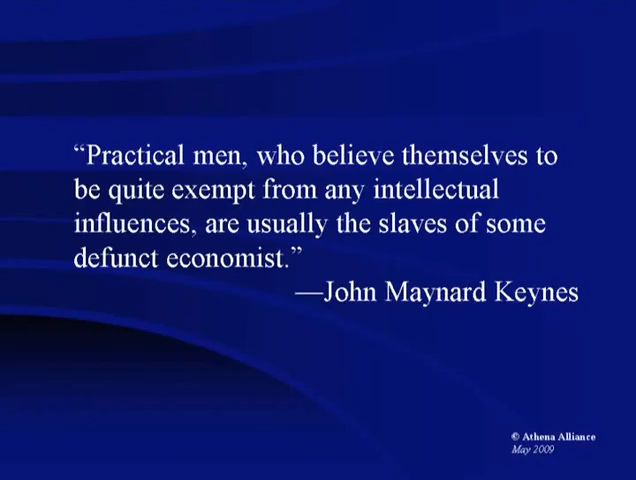 “Practical men, who believe themselves to
be quite exempt from any intellectual
influences, are usually the slaves of some
defunct economist.”
—John Maynard Keynes
© Athena Alliance
May 2009